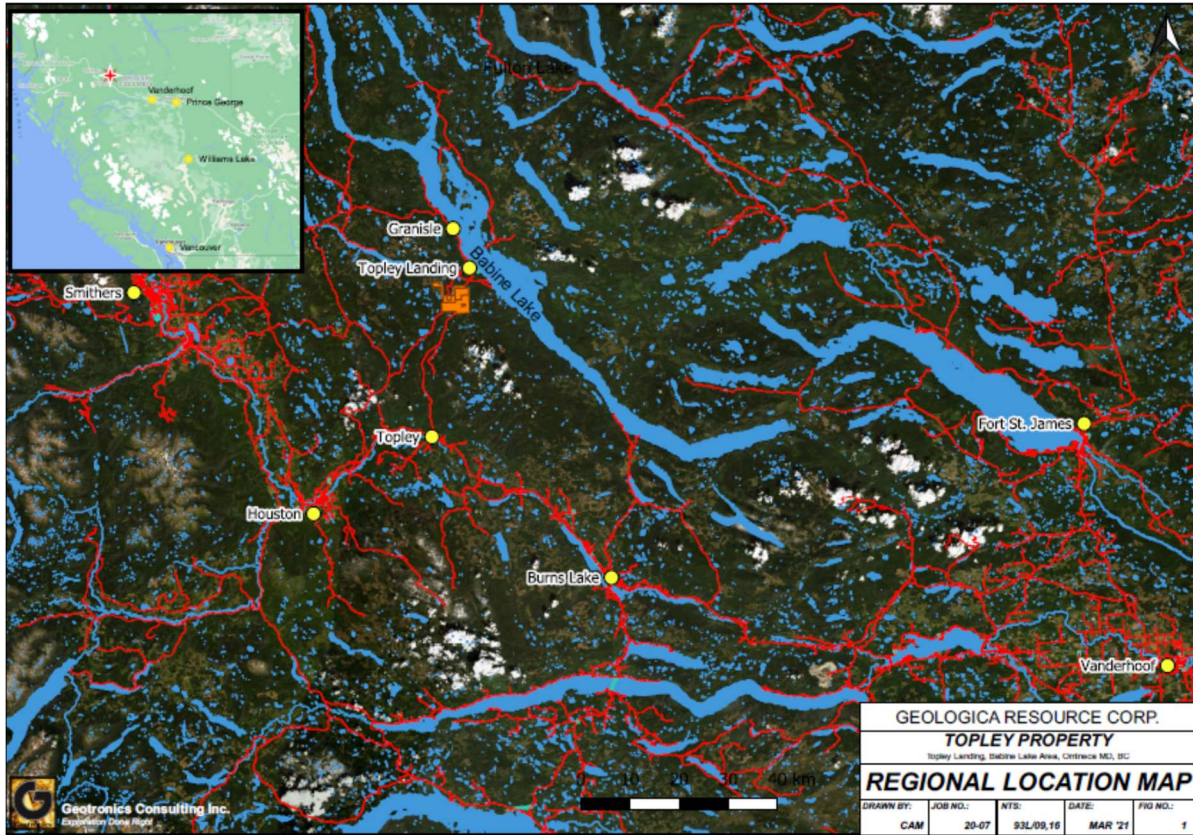 Vanderhoof
Prince George
Williams Lake
Vancouver
Fulton Lake
Granisle
Topley Landing
Babine Lake
Smithers
Fort St. James
Topley
Houston
Burns Lake
Vanderhoof
0 10 20 30 40 km
Geotronics Consulting Inc.
Exploration Done Right
GEOLOGICA RESOURCE CORP.
TOPLEY PROPERTY
Topley Landing, Babine Lake Area, Omineca MD, BC
REGIONAL LOCATION MAP
DRAWN BY: JOB NO.: NTS: DATE: FIG NO.:
CAM 20-07 93L/09,16 MAR '21 1